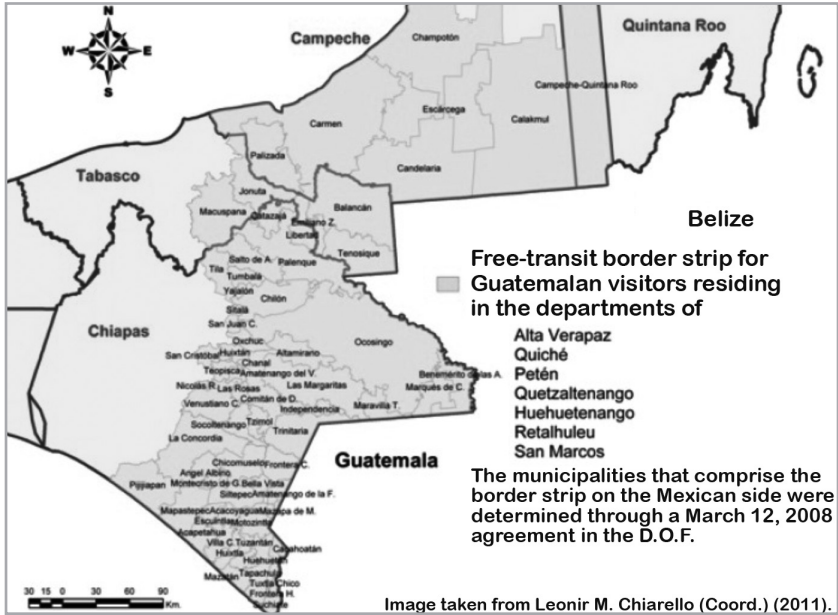 N
W E
S
Campeche
Quintana Roo
Champotón
Campeche-Quintana Roo
Escárcega
Calakmul
Carmen
Palizada
Candelaria
Tabasco
Jonuta
Macuspana
Catazajá
Emiliano Z.
Balancán
Libertad
Belize
Tenosique
Salto de A.
Palenque
Tila
Tumbalá
Yajalón
Chilón
Sitalá
San Juan C.
Chiapas
Ocosingo
Oxchuc
San Cristóbal
Huixtán
Altamirano
Chanal
Teopisca
Amatenango del V.
Benemérito de las A.
Nicolás R.
Las Rosas
Las Margaritas
Marqués de C.
Venustiano C.
Comitán de D.
Independencia
Maravilla T.
Socoltenango
Tzimol
Trinitaria
La Concordia
Guatemala
Chicomuselo
Frontera C.
Angel Albino
Pijijiapan
Montecristo de G.
Bella Vista
Siltepec
Amatenango de la F.
Mapastepec
Acacoyagua
Mazapa de M.
Escuintla
Motozintla
Acapetahua
Villa C.
Tuzantán
Cacahoatán
Huixtla
Huehuetán
Mazatán
Tapachula
Tuxtla Chico
Frontera H.
Suchiate
Free-transit border strip for
Guatemalan visitors residing
in the departments of
Alta Verapaz
Quiché
Petén
Quetzaltenango
Huehuetenango
Retalhuleu
San Marcos
The municipalities that comprise the
border strip on the Mexican side were
determined through a March 12, 2008
agreement in the D.O.F.
30 15 0 30 60 90
Km.
Image taken from Leonir M. Chiarello (Coord.) (2011).